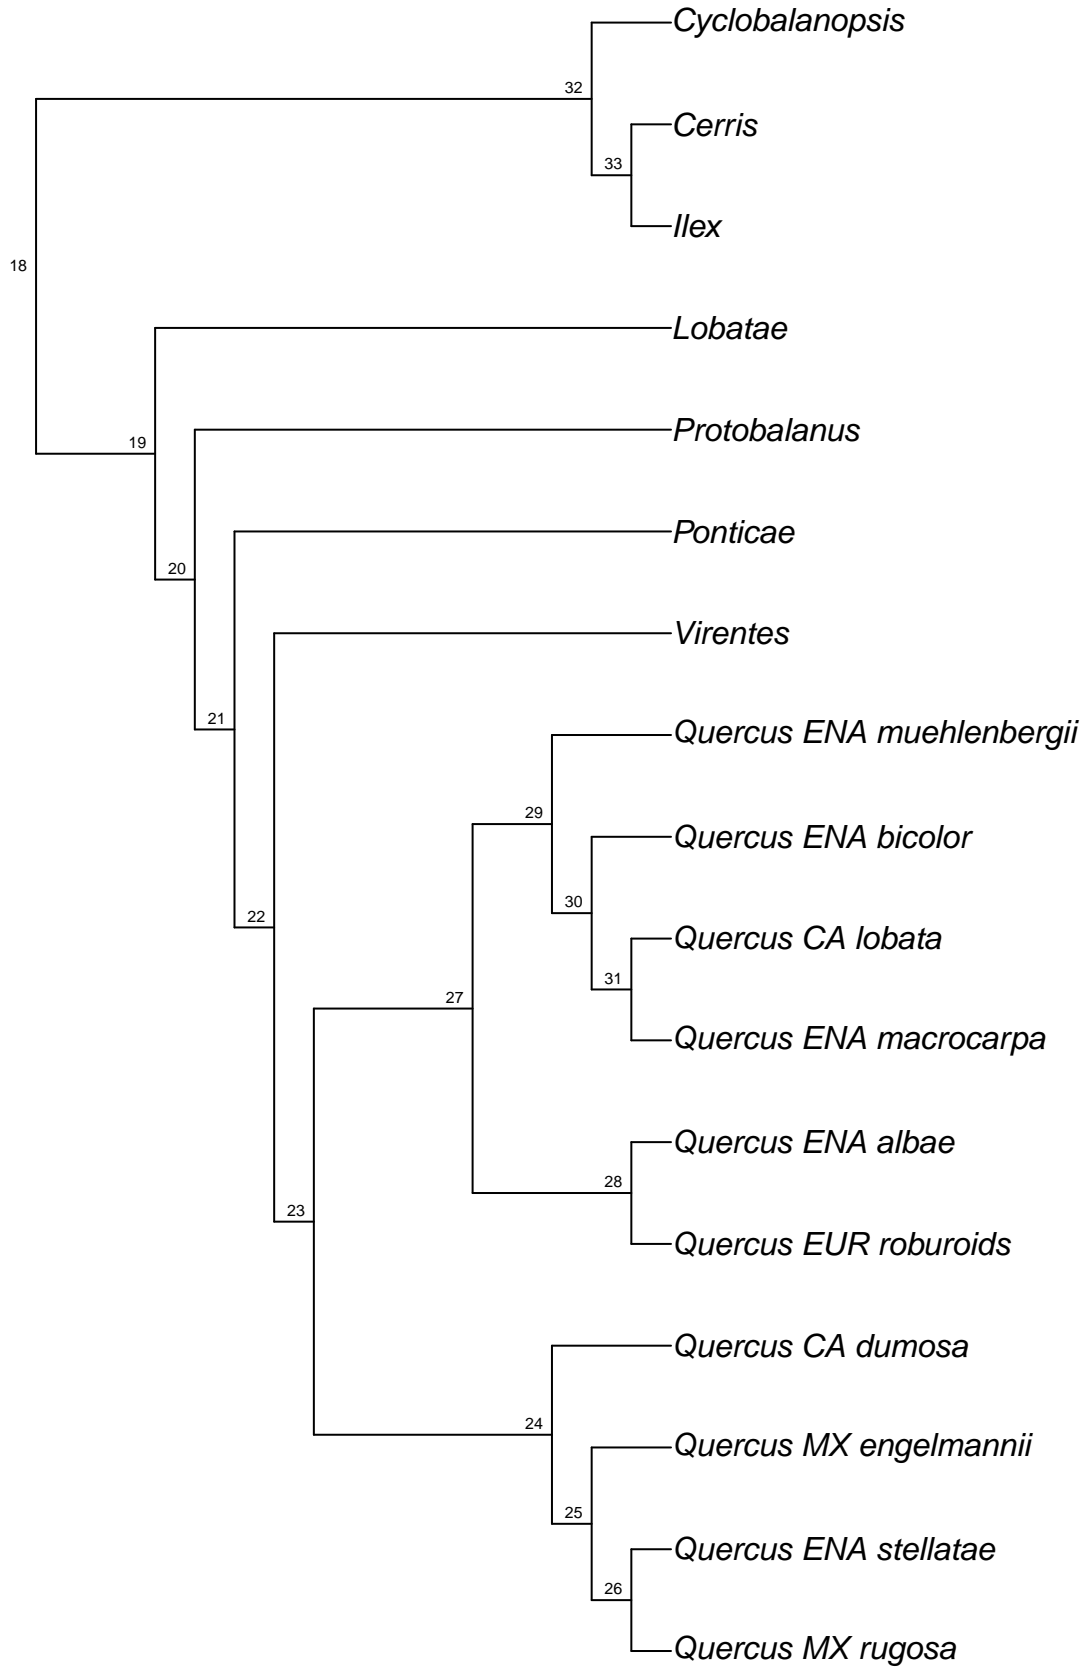 Cyclobalanopsis
32
Cerris
33
Ilex
18
Lobatae
Protobalanus
19
Ponticae
20
Virentes
21
Quercus ENA muehlenbergii
29
Quercus ENA bicolor
30
22
Quercus CA lobata
31
27
Quercus ENA macrocarpa
Quercus ENA albae
28
23
Quercus EUR roburoids
Quercus CA dumosa
24
Quercus MX engelmannii
25
Quercus ENA stellatae
26
Quercus MX rugosa